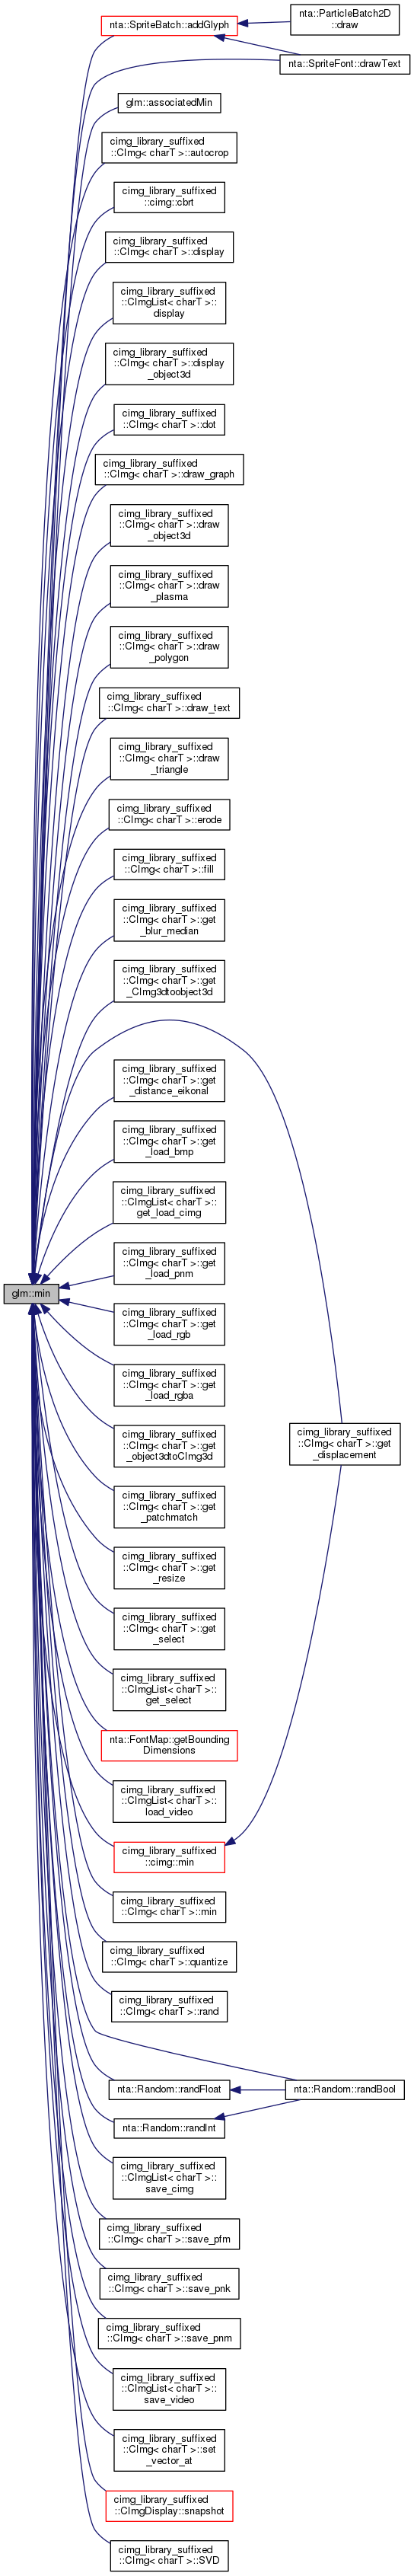 nta::SpriteBatch::addGlyph
nta::ParticleBatch2D
::draw
nta::SpriteFont::drawText
glm::associatedMin
cimg_library_suffixed
::CImg< charT >::autocrop
cimg_library_suffixed
::cimg::cbrt
cimg_library_suffixed
::CImg< charT >::display
cimg_library_suffixed
::CImgList< charT >::
display
cimg_library_suffixed
::CImg< charT >::display
_object3d
cimg_library_suffixed
::CImg< charT >::dot
cimg_library_suffixed
::CImg< charT >::draw_graph
cimg_library_suffixed
::CImg< charT >::draw
_object3d
cimg_library_suffixed
::CImg< charT >::draw
_plasma
cimg_library_suffixed
::CImg< charT >::draw
_polygon
cimg_library_suffixed
::CImg< charT >::draw_text
cimg_library_suffixed
::CImg< charT >::draw
_triangle
cimg_library_suffixed
::CImg< charT >::erode
cimg_library_suffixed
::CImg< charT >::fill
cimg_library_suffixed
::CImg< charT >::get
_blur_median
cimg_library_suffixed
::CImg< charT >::get
_CImg3dtoobject3d
cimg_library_suffixed
::CImg< charT >::get
_distance_eikonal
cimg_library_suffixed
::CImg< charT >::get
_load_bmp
cimg_library_suffixed
::CImgList< charT >::
get_load_cimg
cimg_library_suffixed
::CImg< charT >::get
_load_pnm
glm::min
cimg_library_suffixed
::CImg< charT >::get
_load_rgb
cimg_library_suffixed
::CImg< charT >::get
_load_rgba
cimg_library_suffixed
::CImg< charT >::get
_object3dtoCImg3d
cimg_library_suffixed
::CImg< charT >::get
_displacement
cimg_library_suffixed
::CImg< charT >::get
_patchmatch
cimg_library_suffixed
::CImg< charT >::get
_resize
cimg_library_suffixed
::CImg< charT >::get
_select
cimg_library_suffixed
::CImgList< charT >::
get_select
nta::FontMap::getBounding
Dimensions
cimg_library_suffixed
::CImgList< charT >::
load_video
cimg_library_suffixed
::cimg::min
cimg_library_suffixed
::CImg< charT >::min
cimg_library_suffixed
::CImg< charT >::quantize
cimg_library_suffixed
::CImg< charT >::rand
nta::Random::randFloat
nta::Random::randBool
nta::Random::randInt
cimg_library_suffixed
::CImgList< charT >::
save_cimg
cimg_library_suffixed
::CImg< charT >::save_pfm
cimg_library_suffixed
::CImg< charT >::save_pnk
cimg_library_suffixed
::CImg< charT >::save_pnm
cimg_library_suffixed
::CImgList< charT >::
save_video
cimg_library_suffixed
::CImg< charT >::set
_vector_at
cimg_library_suffixed
::CImgDisplay::snapshot
cimg_library_suffixed
::CImg< charT >::SVD